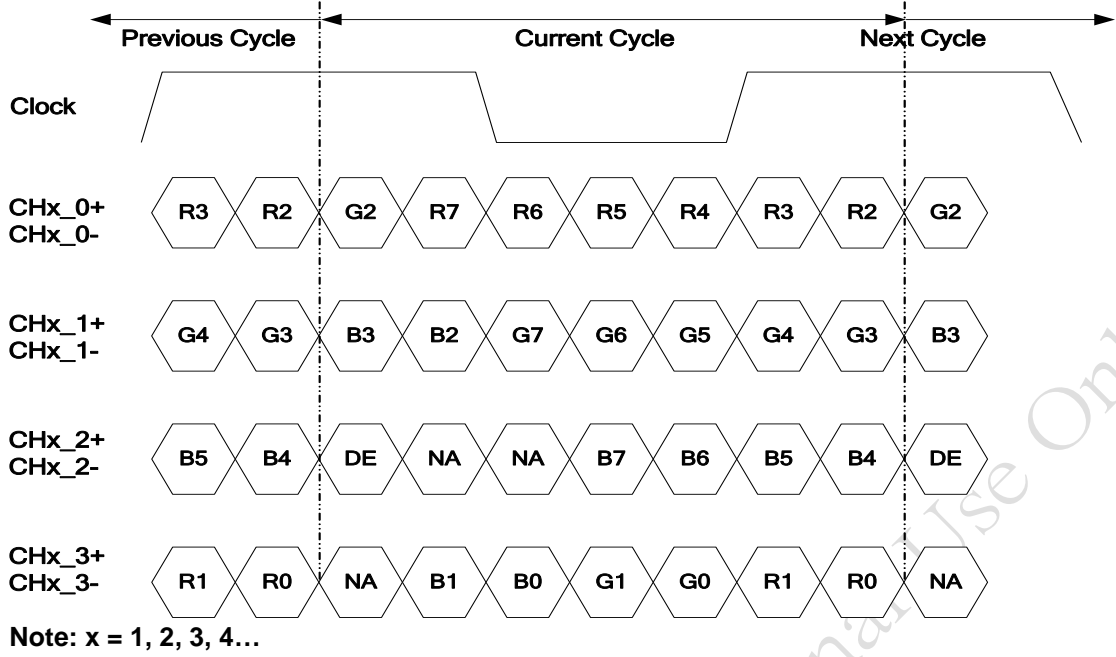 Previous Cycle Current Cycle Next Cycle
Clock
CHx_0+
CHx_0-
R3 R2 G2 R7 R6 R5 R4 R3 R2 G2
CHx_1+
CHx_1-
G4 G3 B3 B2 G7 G6 G5 G4 G3 B3
CHx_2+
CHx_2-
B5 B4 DE NA NA B7 B6 B5 B4 DE
CHx_3+
CHx_3-
R1 R0 NA B1 B0 G1 G0 R1 R0 NA
Note: x = 1, 2, 3, 4…
Use